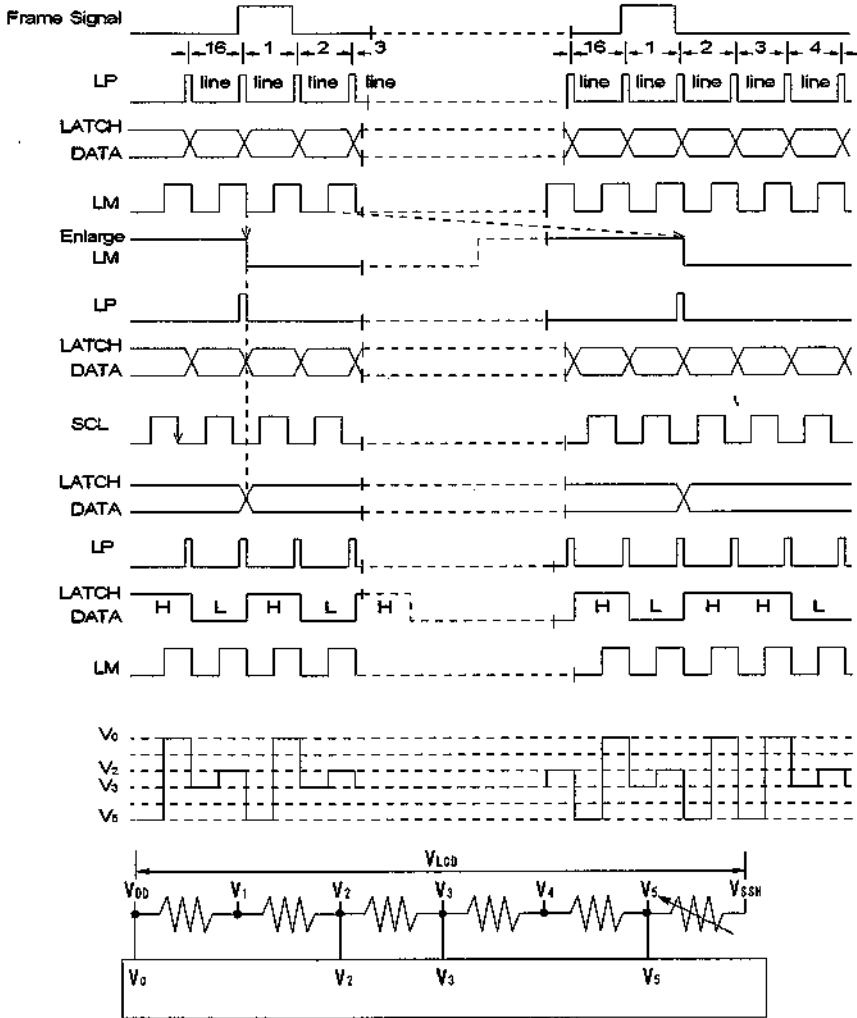 Frame Signal
16 1 2 3 16 1 2 3 4
LP line line line line line line line line line
LATCH
DATA
LM
Enlarge
LM
LP
LATCH
DATA
SCL
LATCH
DATA
LP
LATCH
DATA H L H L H H L H H L
LM
V0
V2
V3
V5
VLCD
VDD V1 V2 V3 V4 V5 VSSH
V0 V2 V3 V5